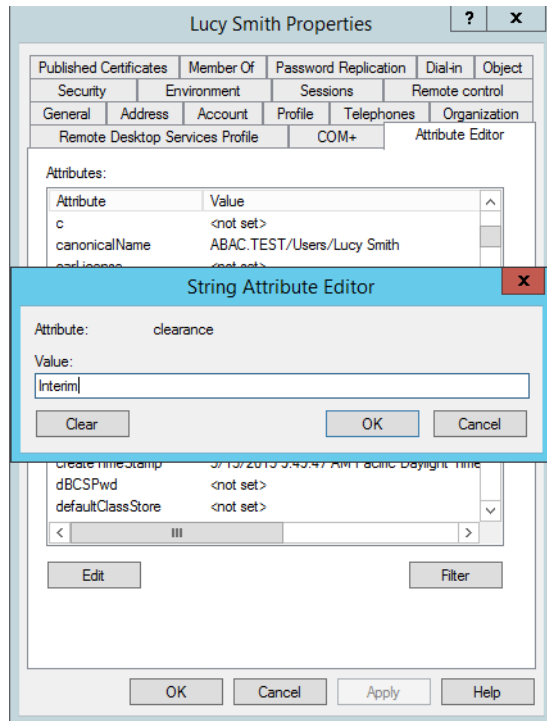 Lucy Smith Properties
? x
Published Certificates Member Of Password Replication Dial-in Object
Security Environment Sessions Remote control
General Address Account Profile Telephones Organization
Remote Desktop Services Profile COM+ Attribute Editor
Attributes:
Attribute Value
c <not set>
canonicalName ABAC.TEST/Users/Lucy Smith
carLicense <not set>
String Attribute Editor
x
Attribute: clearance
Value:
Interim
Clear OK Cancel
dBCSPwd <not set>
defaultClassStore <not set>
Edit Filter
OK Cancel Apply Help